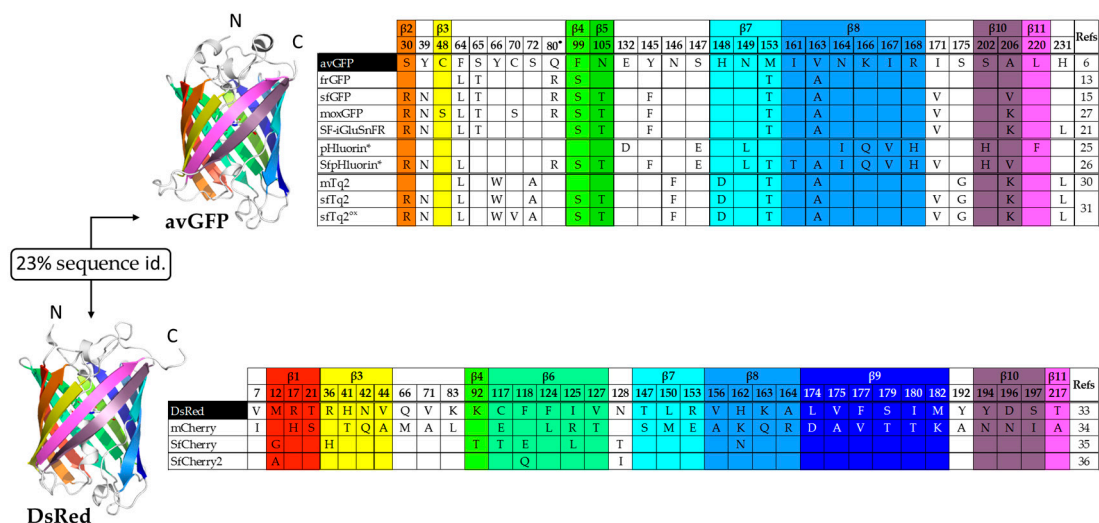 N
C
β2 β3 β4 β5 β7 β8 β10 β11 Refs
30 39 48 64 65 66 70 72 80* 99 105 132 145 146 147 148 149 153 161 163 164 166 167 168 171 175 202 206 220 231
avGFP S Y C F S Y C S Q F N E Y N S H N M I V N K I R I S S A L H 6
frGFP L T R S T A 13
sfGFP R N L T R S T F T A V V 15
moxGFP R N S L T S R S T F T A V K 27
SF-iGluSnFR R N L T S T F T A V K L 21
pHluorin* D E L I Q V H H F 25
SfpHluorin* R N L R S T F E L T T A I Q V H V H V 26
mTq2 L W A F D T A G K L 30
sfTq2 R N L W A S T F D T A V G K L 31
sfTq2ox R N L W V A S T F D T A V G K L
avGFP
23% sequence id.
N
C
DsRed
β1 β3 β4 β6 β7 β8 β9 β10 β11 Refs
7 12 17 21 36 41 42 44 66 71 83 92 117 118 124 125 127 128 147 150 153 156 162 163 164 174 175 177 179 180 182 192 194 196 197 217
DsRed V M R T R H N V Q V K K C F F I V N T L R V H K A L V F S I M Y Y D S T 33
mCherry I H S T Q A M A L E L R T S M E A K Q R D A V T T K A N N I A 34
SfCherry G H T T E L T N 35
SfCherry2 A Q I 36